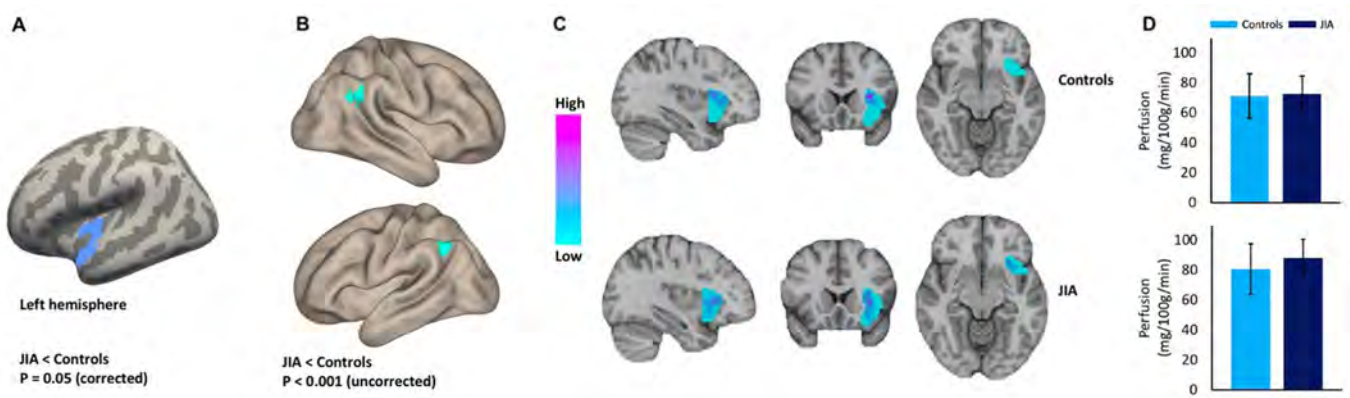 A
Left hemisphere
JIA < Controls
P = 0.05 (corrected)
B
JIA < Controls
P < 0.001 (uncorrected)
C
High
Low
Controls
JIA
D
Controls
JIA
Perfusion
(mg/100g/min)
100
80
60
40
20
0
Perfusion
(mg/100g/min)
100
80
60
40
20
0